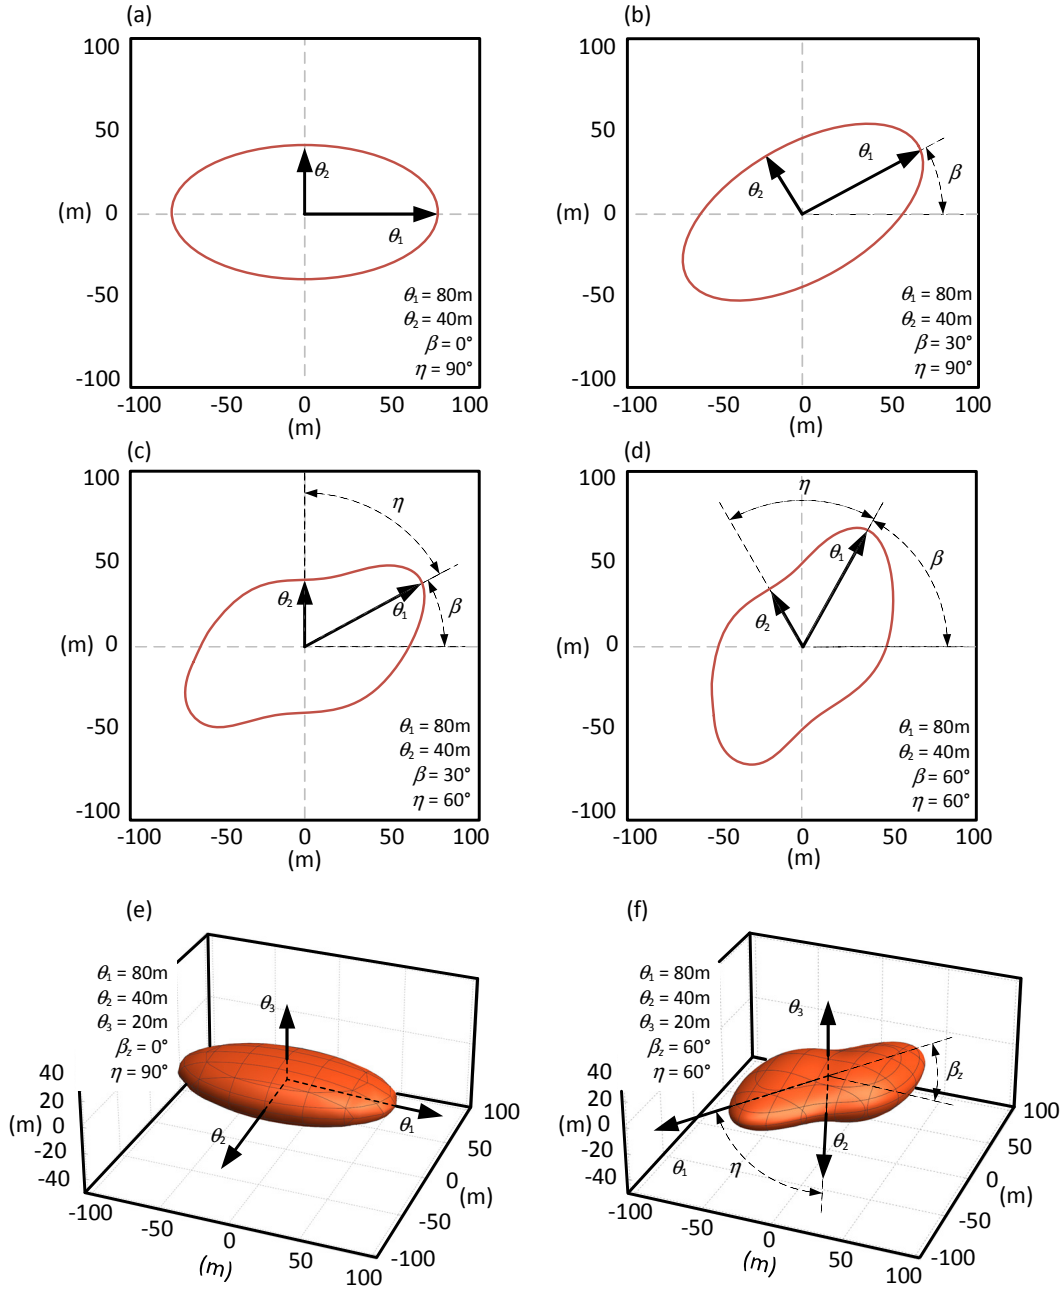 (a)
100
50
(m) 0
-50
-100
-100 -50 0 50 100
(m)
θ2
θ1
θ1 = 80m
θ2 = 40m
β = 0°
η = 90°
(b)
100
50
(m) 0
-50
-100
-100 -50 0 50 100
(m)
θ1
θ2
β
θ1 = 80m
θ2 = 40m
β = 30°
η = 90°
(c)
100
50
(m) 0
-50
-100
-100 -50 0 50 100
(m)
η
θ2
θ1
β
θ1 = 80m
θ2 = 40m
β = 30°
η = 60°
(d)
100
50
(m) 0
-50
-100
-100 -50 0 50 100
(m)
η
θ1
β
θ2
θ1 = 80m
θ2 = 40m
β = 60°
η = 60°
(e)
θ1 = 80m
θ2 = 40m
θ3 = 20m
βz = 0°
η = 90°
θ3
θ1
θ2
40
20
(m) 0
-20
-40
-100
-50
0
50
100
(m)
100
50
0
(m)
-50
-100
(f)
θ1 = 80m
θ2 = 40m
θ3 = 20m
βz = 60°
η = 60°
θ3
βz
θ2
θ1
η
40
20
(m) 0
-20
-40
-100
-50
0
50
100
(m)
100
50
0
(m)
-50
-100